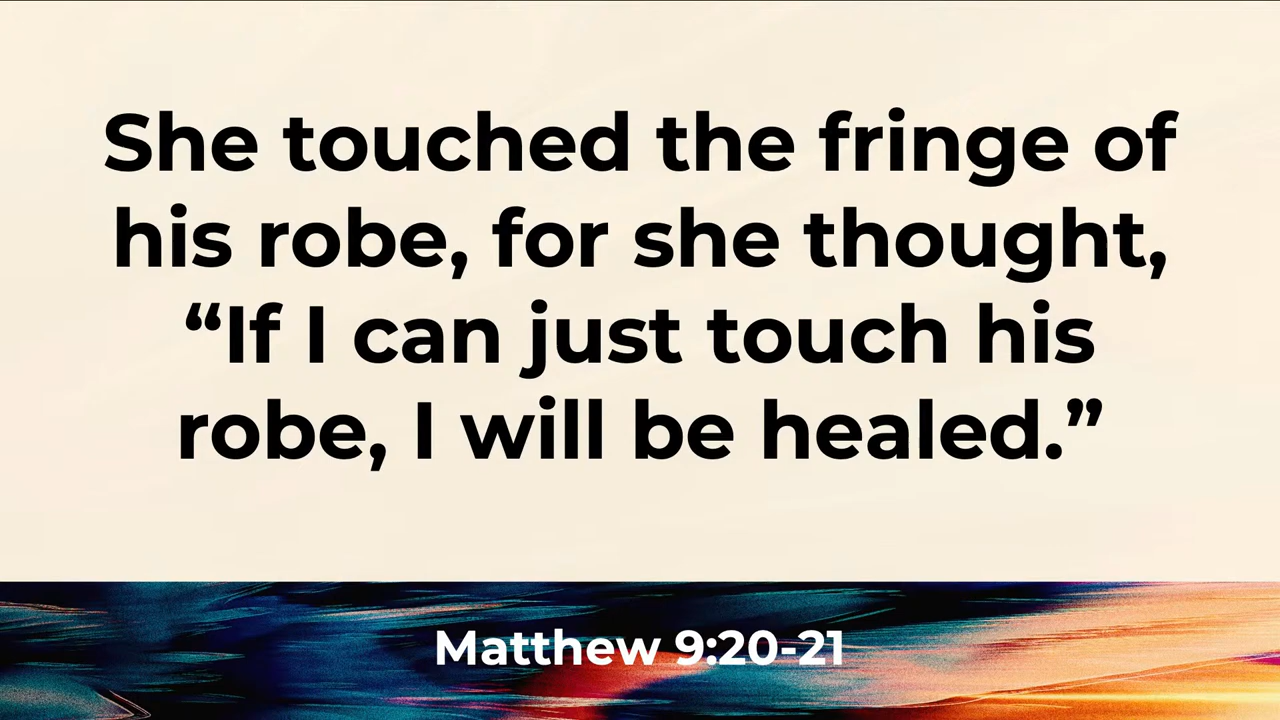 She touched the fringe of
his robe, for she thought,
“If I can just touch his
robe, I will be healed.”
Matthew 9:20-21